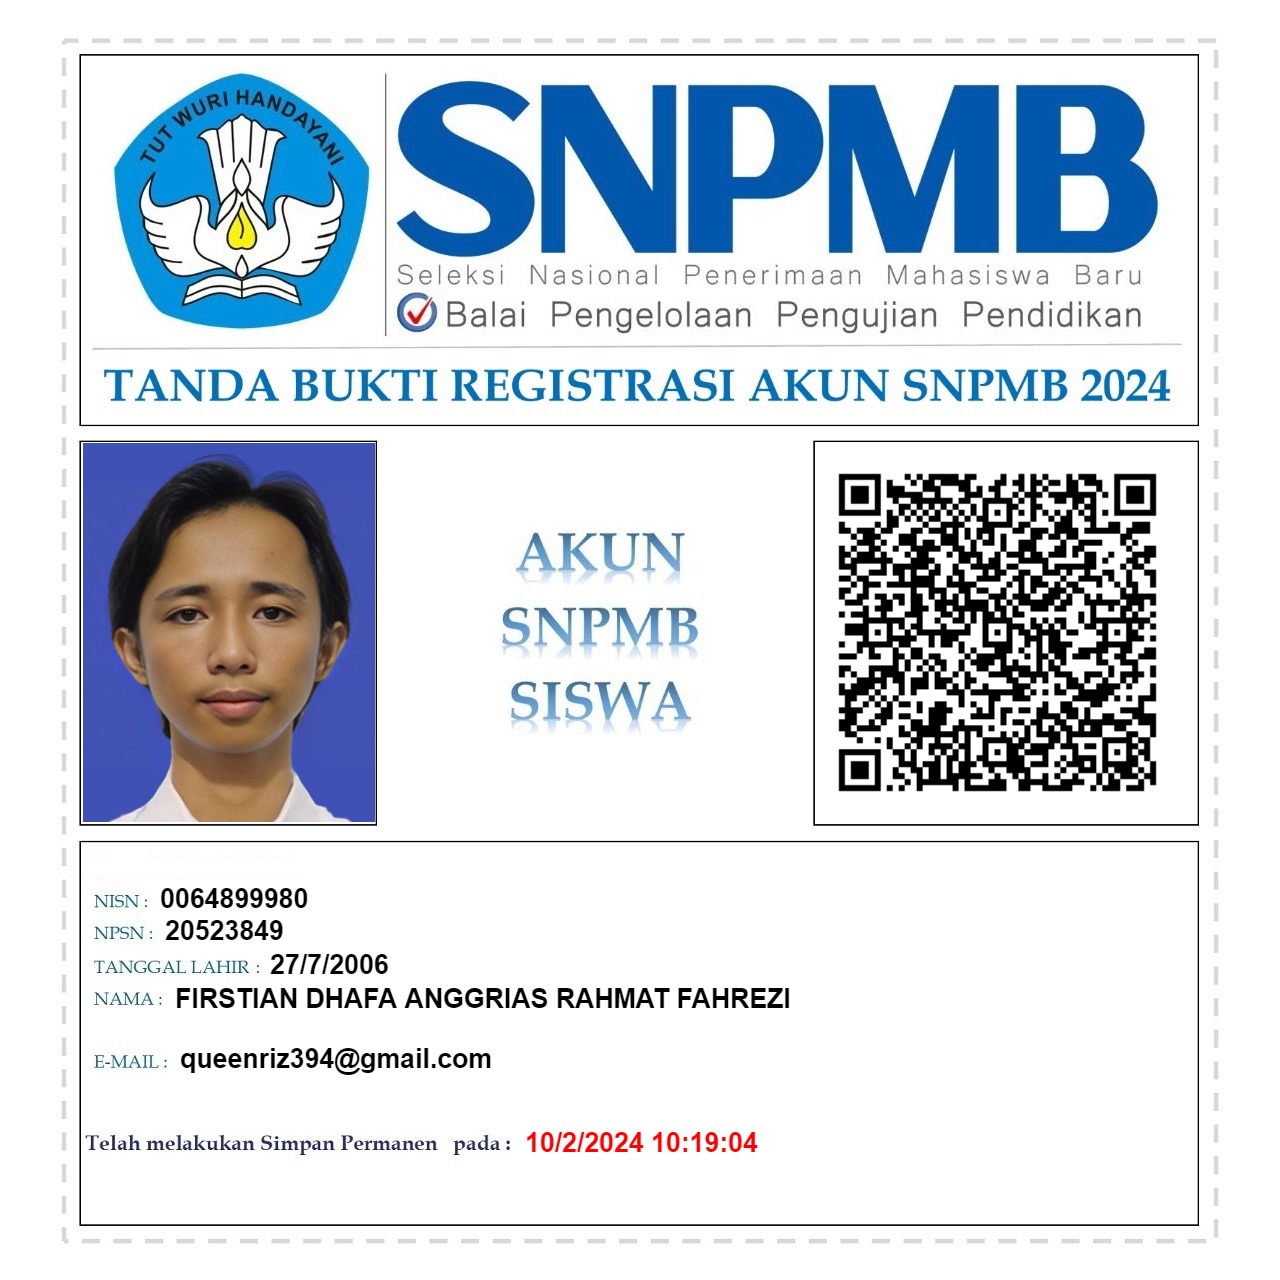 TUT WURI HANDAYANI
SNPMB
Seleksi Nasional Penerimaan Mahasiswa Baru
Balai Pengelolaan Pengujian Pendidikan
TANDA BUKTI REGISTRASI AKUN SNPMB 2024
AKUN
SNPMB
SISWA
NISN : 0064899980
NPSN : 20523849
TANGGAL LAHIR : 27/7/2006
NAMA : FIRSTIAN DHAFA ANGGRIAS RAHMAT FAHREZI
E-MAIL : queenriz394@gmail.com
Telah melakukan Simpan Permanen pada : 10/2/2024 10:19:04